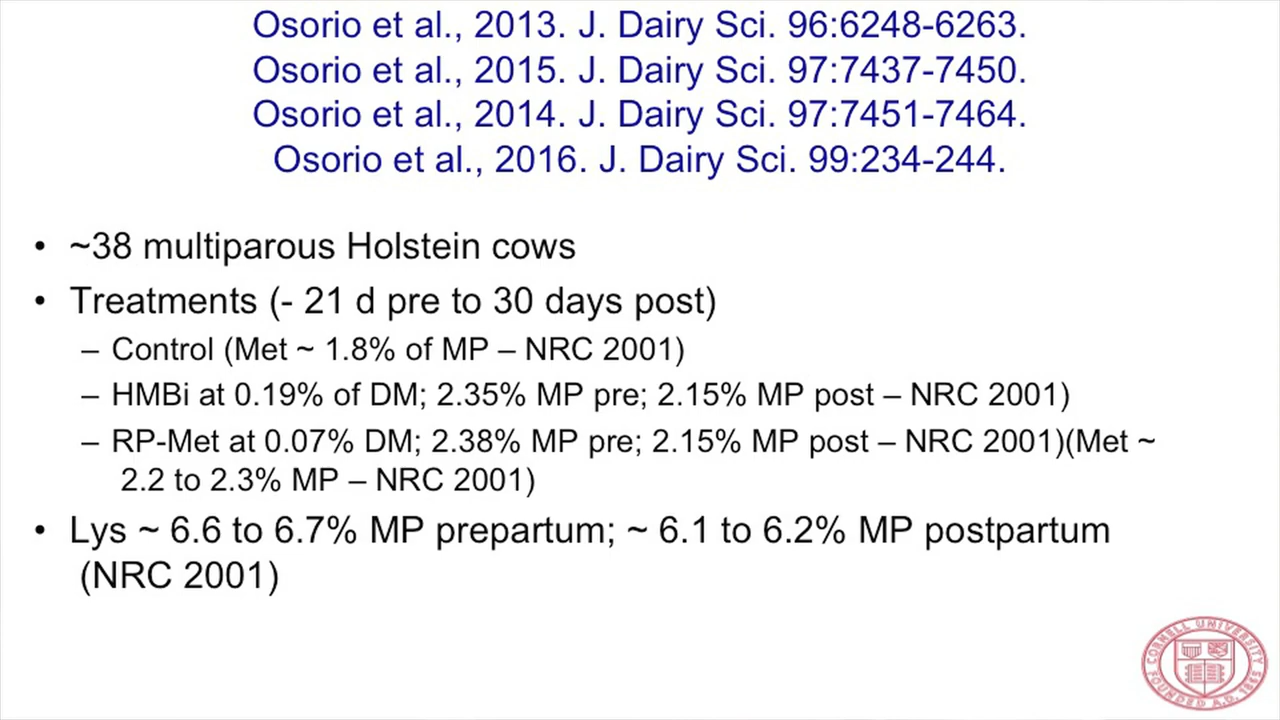 Osorio et al., 2013. J. Dairy Sci. 96:6248-6263.
Osorio et al., 2015. J. Dairy Sci. 97:7437-7450.
Osorio et al., 2014. J. Dairy Sci. 97:7451-7464.
Osorio et al., 2016. J. Dairy Sci. 99:234-244.
• ~38 multiparous Holstein cows
• Treatments (- 21 d pre to 30 days post)
– Control (Met ~ 1.8% of MP – NRC 2001)
– HMBi at 0.19% of DM; 2.35% MP pre; 2.15% MP post – NRC 2001)
– RP-Met at 0.07% DM; 2.38% MP pre; 2.15% MP post – NRC 2001)(Met ~
2.2 to 2.3% MP – NRC 2001)
• Lys ~ 6.6 to 6.7% MP prepartum; ~ 6.1 to 6.2% MP postpartum
(NRC 2001)
CORNELL UNIVERSITY
FOUNDED A.D. 1865